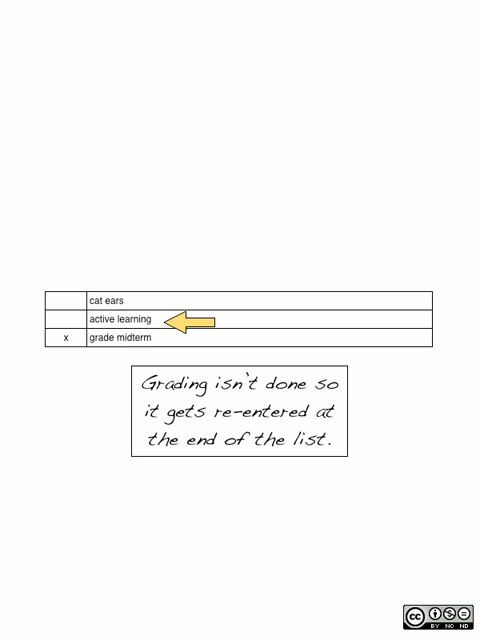 cat ears
active learning
x grade midterm
Grading isn't done so
it gets re-entered at
the end of the list.
cc
BY NC ND